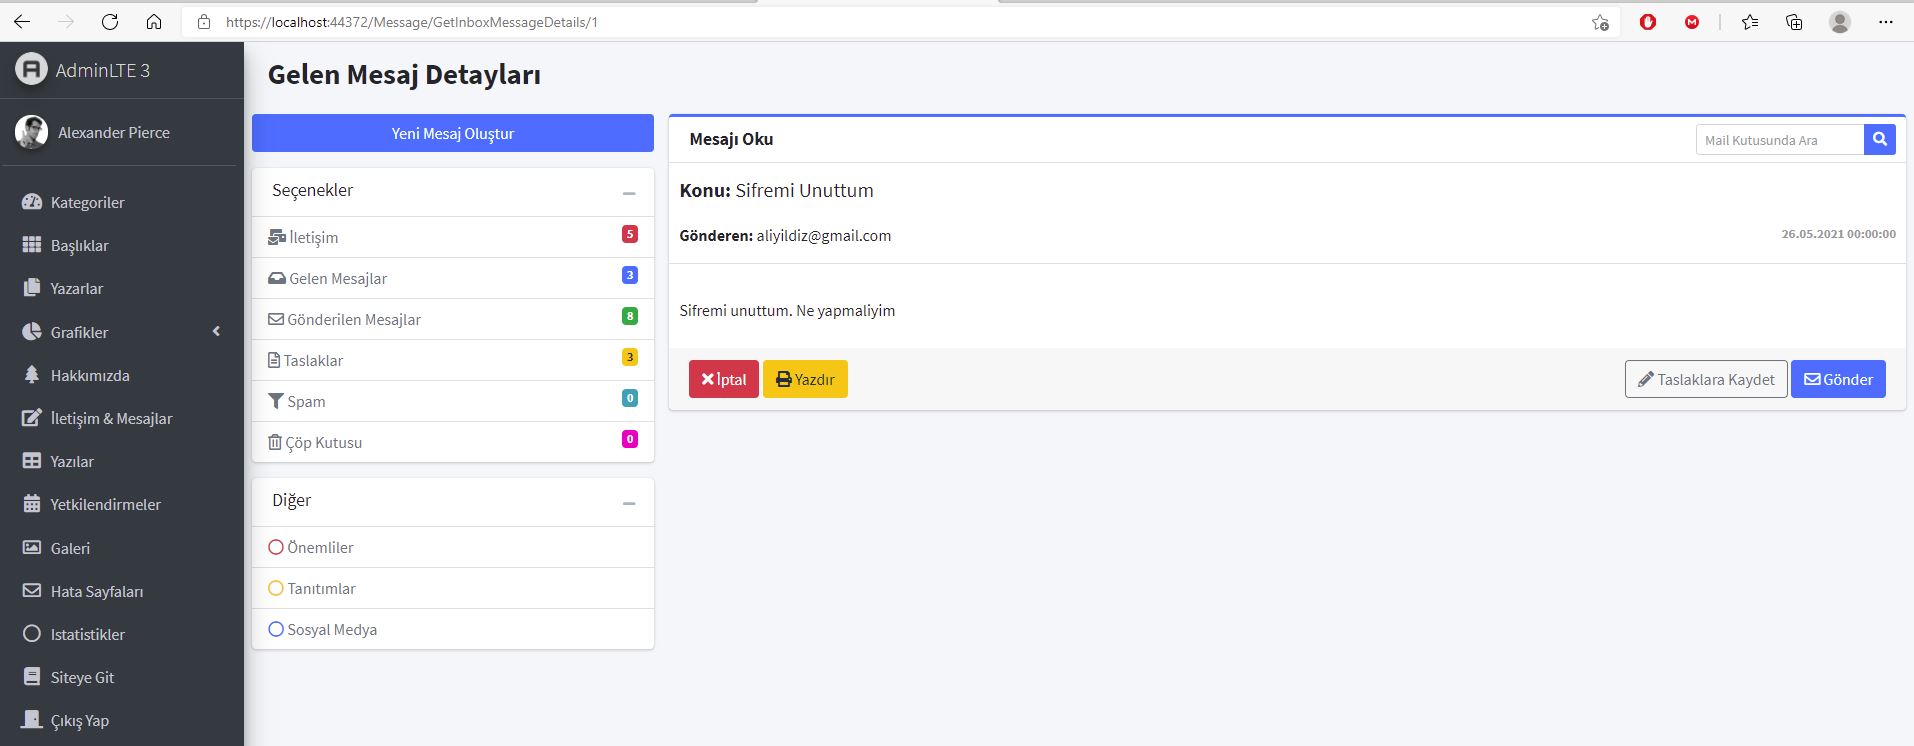 https://localhost:44372/Message/GetInboxMessageDetails/1
AdminLTE 3
Alexander Pierce
Kategoriler
Başlıklar
Yazarlar
Grafikler
Hakkımızda
İletişim & Mesajlar
Yazılar
Yetkilendirmeler
Galeri
Hata Sayfaları
Istatistikler
Siteye Git
Çıkış Yap
Gelen Mesaj Detayları
Yeni Mesaj Oluştur
Seçenekler
İletişim 5
Gelen Mesajlar 3
Gönderilen Mesajlar 8
Taslaklar 3
Spam 0
Çöp Kutusu 0
Diğer
Önemliler
Tanıtımlar
Sosyal Medya
Mesajı Oku
Mail Kutusunda Ara
Konu: Sifremi Unuttum
Gönderen: aliyildiz@gmail.com 26.05.2021 00:00:00
Sifremi unuttum. Ne yapmaliyim
İptal Yazdır Taslaklara Kaydet Gönder